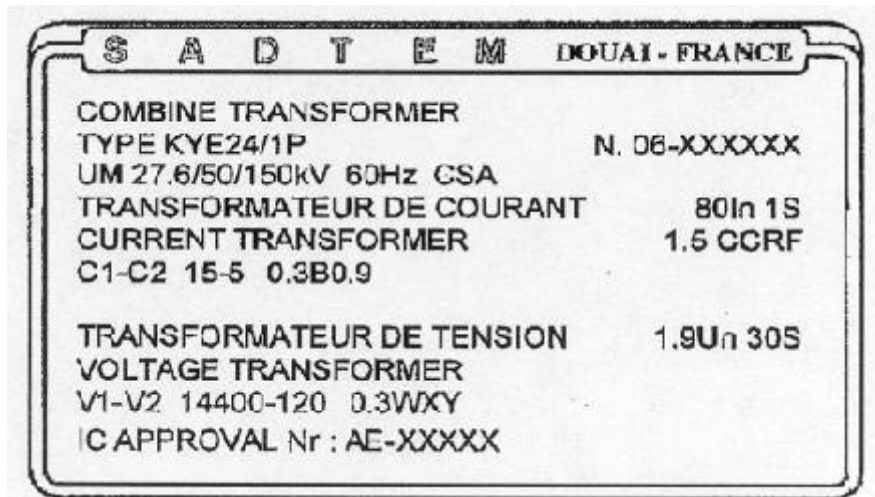 SADTEM DOUAI - FRANCE
COMBINE TRANSFORMER
TYPE KYE24/1P N. 06-XXXXXX
UM 27.6/50/150kV 60Hz CSA
TRANSFORMATEUR DE COURANT 80In 1S
CURRENT TRANSFORMER 1.5 CCRF
C1-C2 15-5 0.3B0.9
TRANSFORMATEUR DE TENSION 1.9Un 30S
VOLTAGE TRANSFORMER
V1-V2 14400-120 0.3WXY
IC APPROVAL Nr : AE-XXXXX